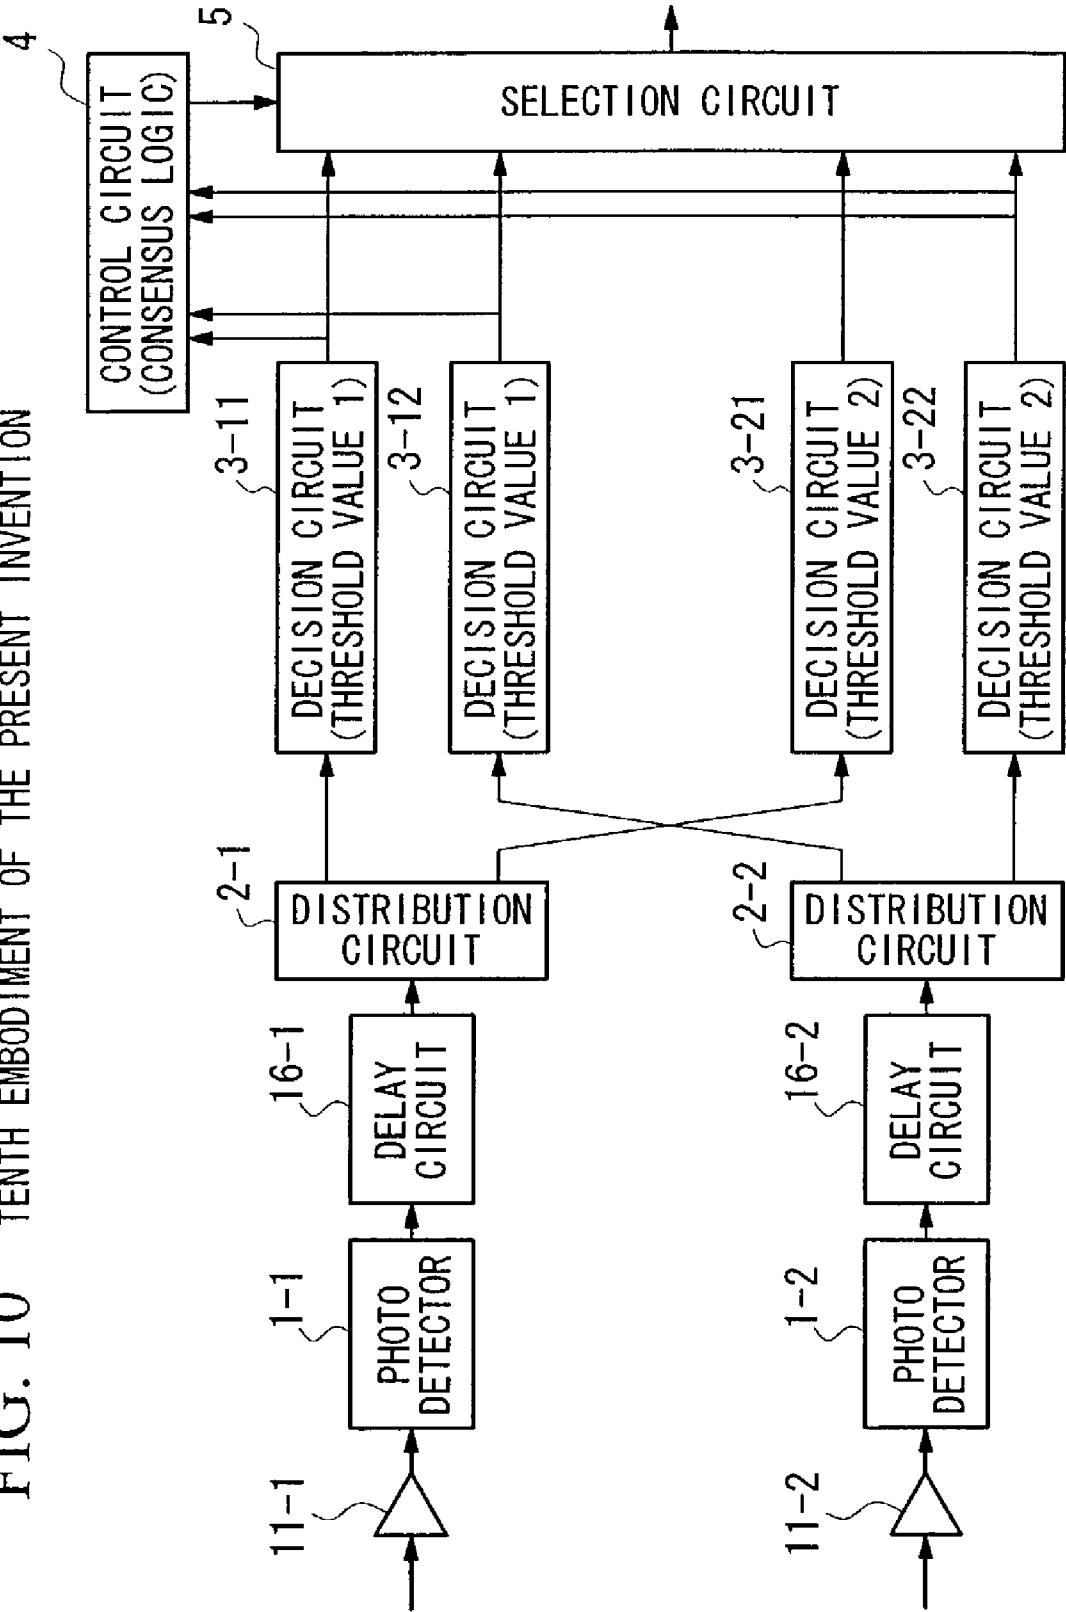 FIG. 10 TENTH EMBODIMENT OF THE PRESENT INVENTION
11-1
1-1
PHOTO
DETECTOR
16-1
DELAY
CIRCUIT
2-1
DISTRIBUTION
CIRCUIT
3-11
DECISION CIRCUIT
(THRESHOLD VALUE 1)
3-12
DECISION CIRCUIT
(THRESHOLD VALUE 1)
4
CONTROL CIRCUIT
(CONSENSUS LOGIC)
5
SELECTION CIRCUIT
11-2
1-2
PHOTO
DETECTOR
16-2
DELAY
CIRCUIT
2-2
DISTRIBUTION
CIRCUIT
3-21
DECISION CIRCUIT
(THRESHOLD VALUE 2)
3-22
DECISION CIRCUIT
(THRESHOLD VALUE 2)